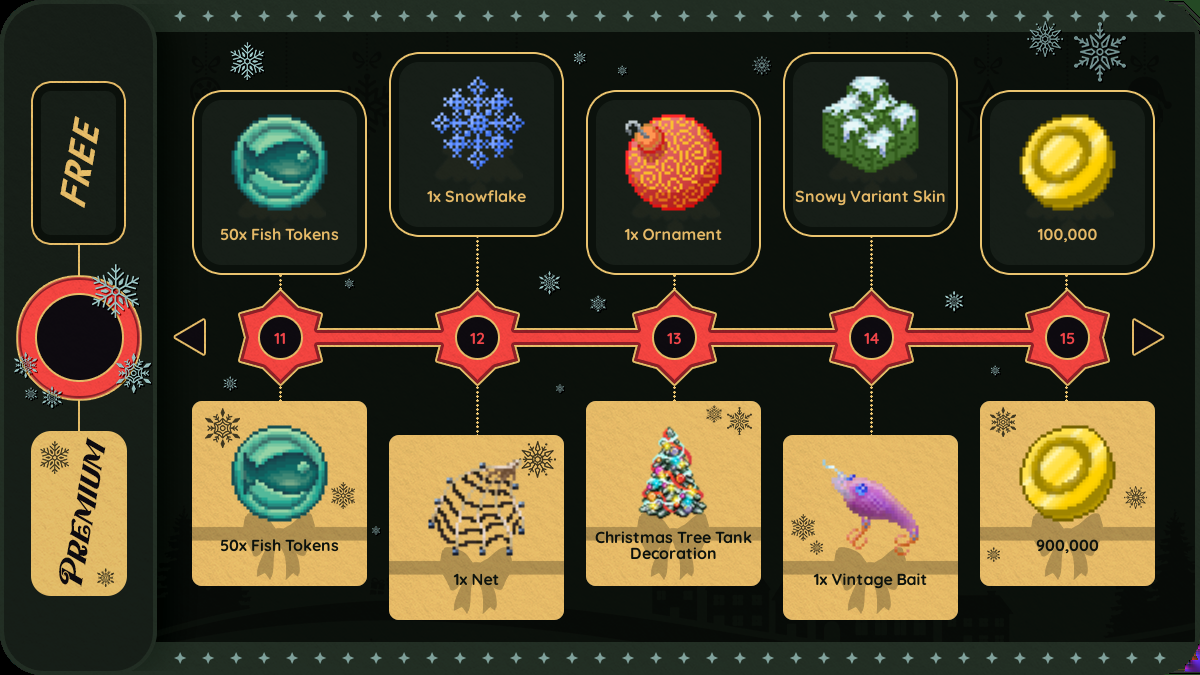 FREE
50x Fish Tokens
1x Snowflake
1x Ornament
Snowy Variant Skin
100,000
11
12
13
14
15
PREMIUM
50x Fish Tokens
1x Net
Christmas Tree Tank
Decoration
1x Vintage Bait
900,000